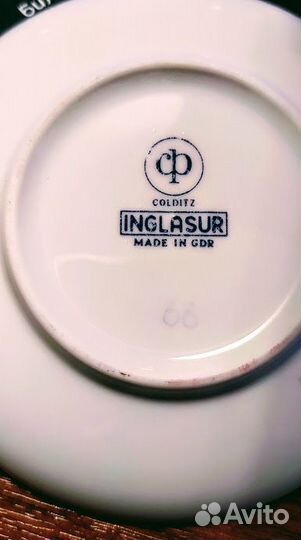 cp
COLDITZ
INGLASUR
MADE IN GDR
66
Avito